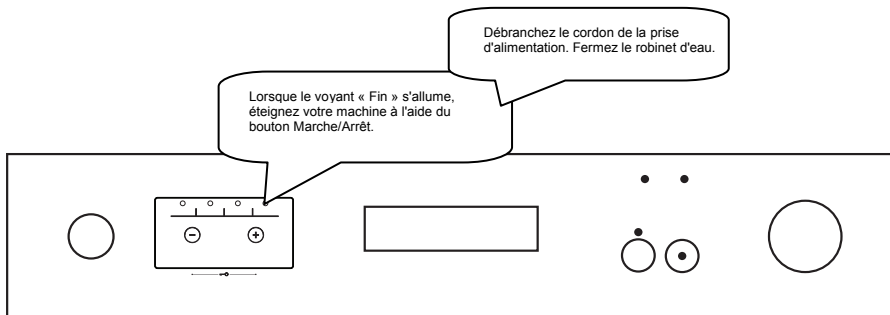 Débranchez le cordon de la prise
d'alimentation. Fermez le robinet d'eau.
Lorsque le voyant « Fin » s'allume,
éteignez votre machine à l'aide du
bouton Marche/Arrêt.